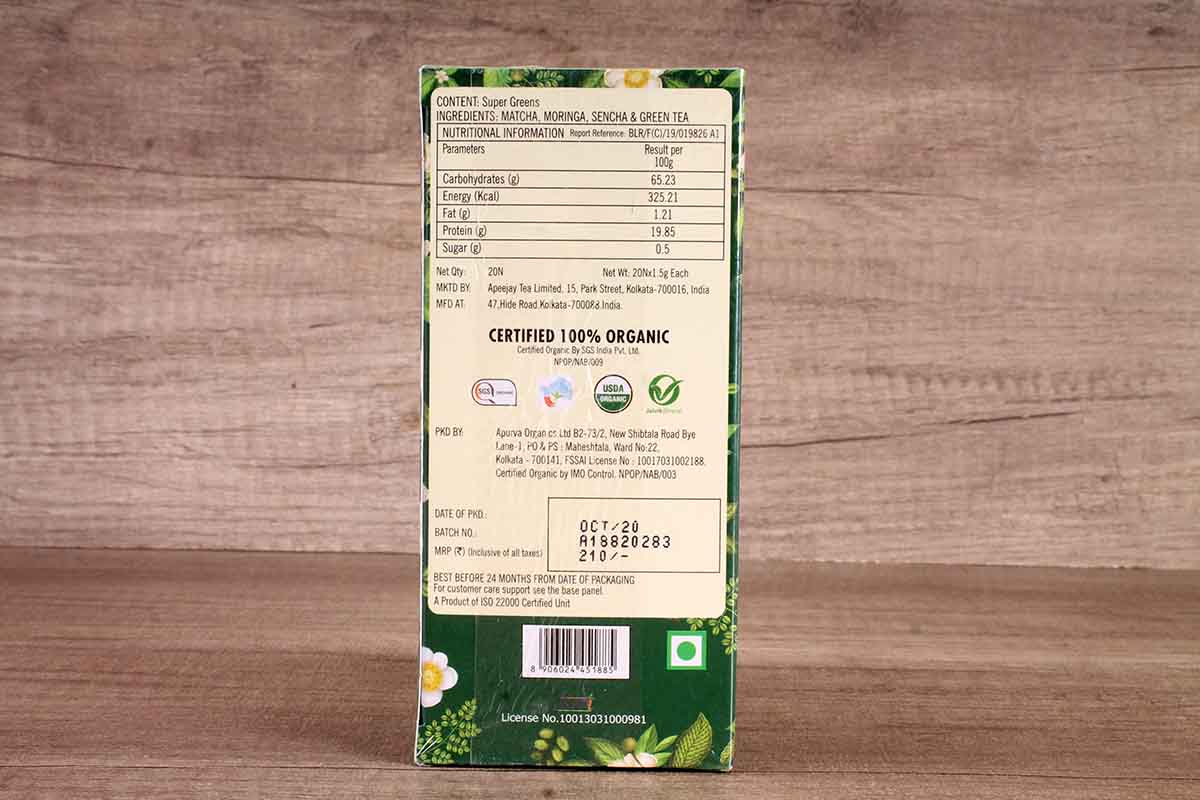 CONTENT: Super Greens
INGREDIENTS: MATCHA, MORINGA, SENCHA & GREEN TEA
NUTRITIONAL INFORMATION Report Reference: BLR/F(C)/19/019826 A1
Parameters Result per
100g
Carbohydrates (g) 65.23
Energy (Kcal) 325.21
Fat (g) 1.21
Protein (g) 19.85
Sugar (g) 0.5
Net Qty: 20N Net Wt: 20Nx1.5g Each
MKTD BY: Apeejay Tea Limited, 15, Park Street, Kolkata-700016, India
MFD AT: 47,Hide Road,Kolkata-700088,India.
CERTIFIED 100% ORGANIC
Certified Organic By SGS India Pvt. Ltd.
NPOP/NAB/009
SGS ORGANIC
USDA
ORGANIC
Jaivik Bharat
PKD BY: Apurva Organics Ltd B2-73/2, New Shibtala Road Bye
Lane-1, PO & PS : Maheshtala, Ward No:22,
Kolkata - 700141, FSSAI License No : 10017031002188.
Certified Organic by IMO Control. NPOP/NAB/003
DATE OF PKD.: OCT/20
BATCH NO.: A18820283
MRP (₹) (Inclusive of all taxes) 210/-
BEST BEFORE 24 MONTHS FROM DATE OF PACKAGING
For customer care support see the base panel.
A Product of ISO 22000 Certified Unit
8 906024 451885
License No.10013031000981